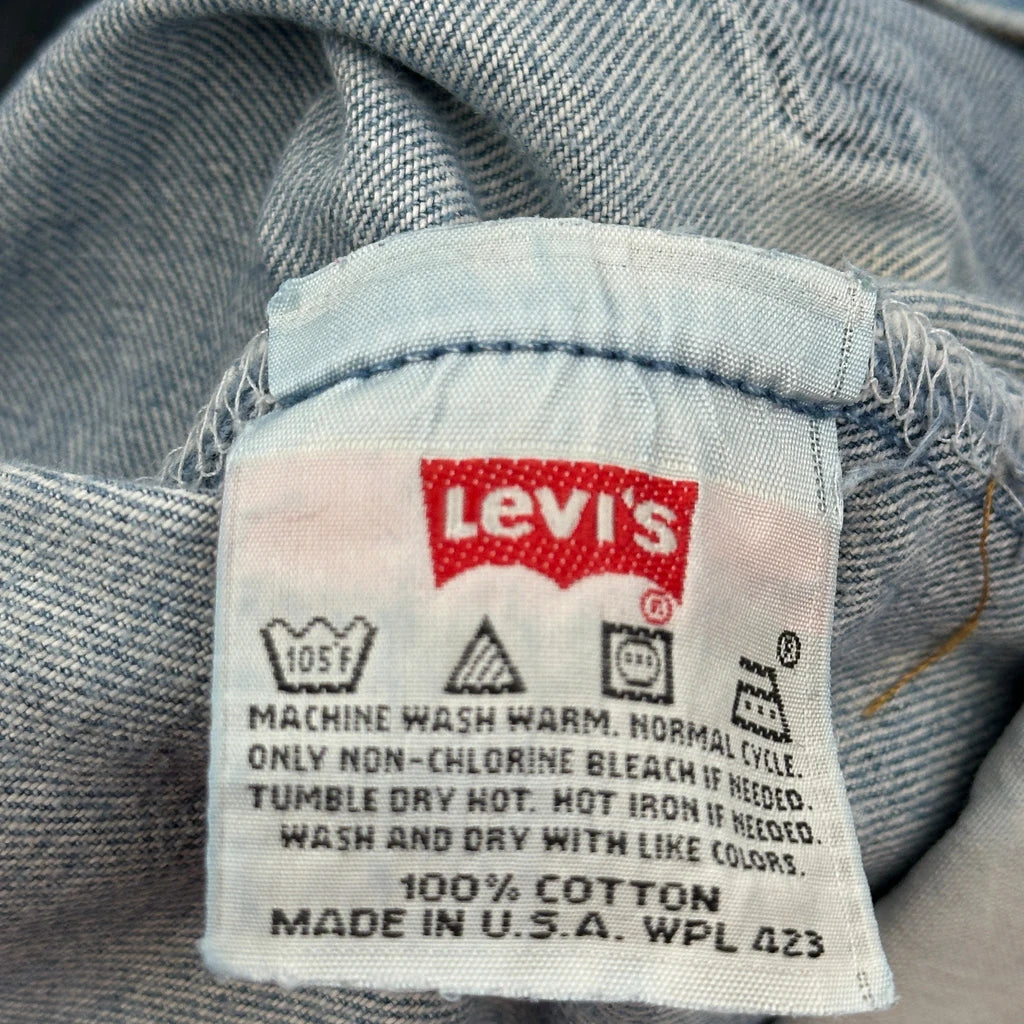 Levi's
®
105°F
®
MACHINE WASH WARM. NORMAL CYCLE.
ONLY NON-CHLORINE BLEACH IF NEEDED.
TUMBLE DRY HOT. HOT IRON IF NEEDED.
WASH AND DRY WITH LIKE COLORS.
100% COTTON
MADE IN U.S.A. WPL 423